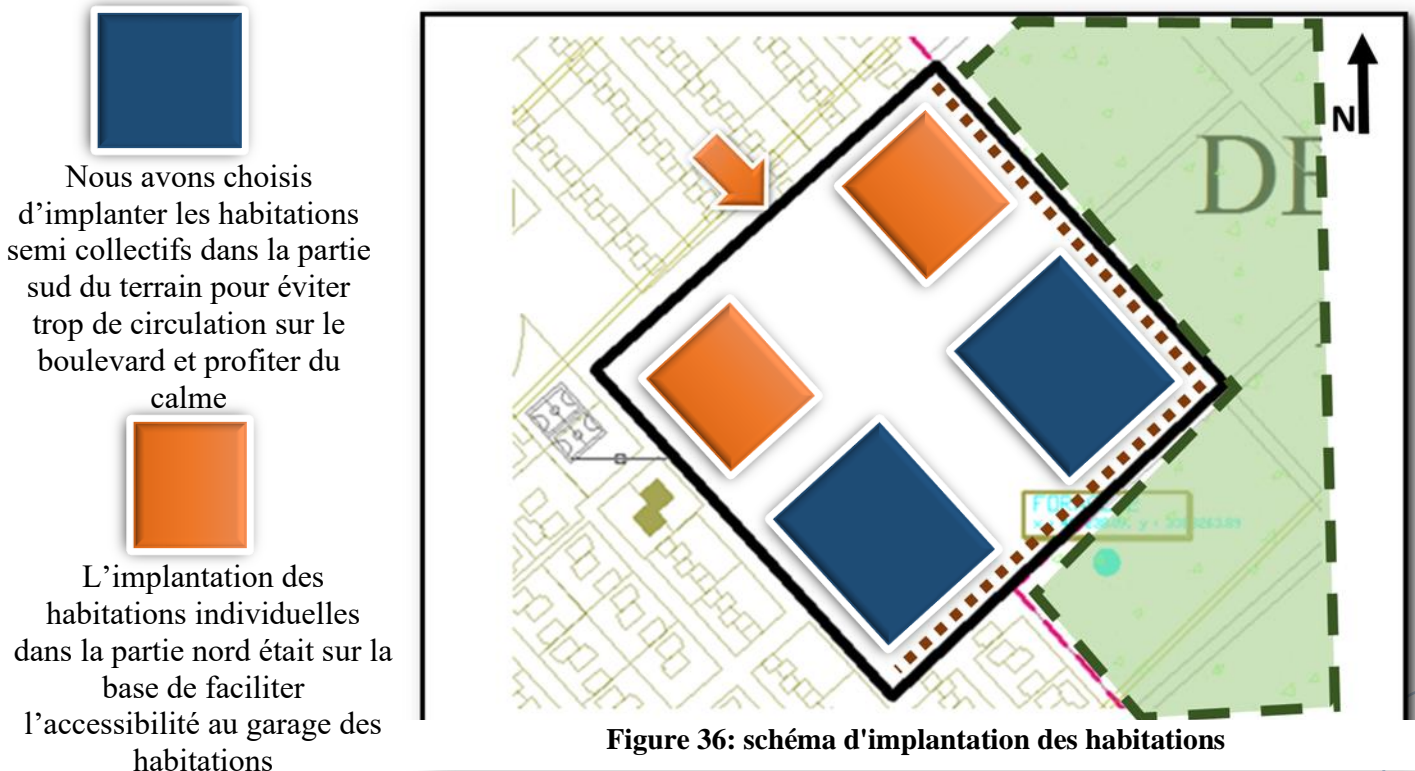 Nous avons choisis
d’implanter les habitations
semi collectifs dans la partie
sud du terrain pour éviter
trop de circulation sur le
boulevard et profiter du
calme
L’implantation des
habitations individuelles
dans la partie nord était sur la
base de faciliter
l’accessibilité au garage des
habitations
N
DE
Figure 36: schéma d'implantation des habitations